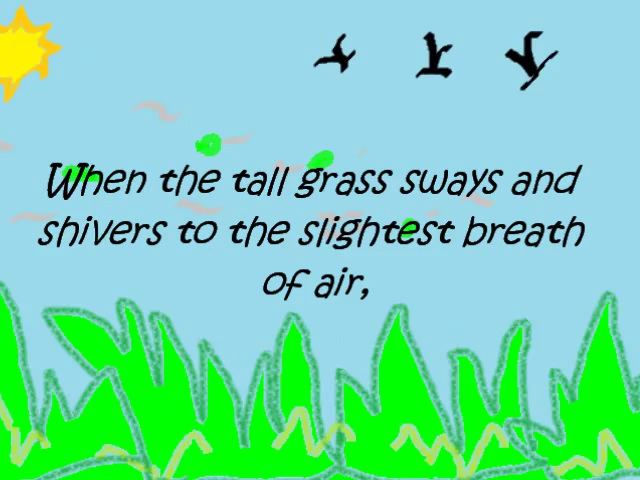 When the tall grass sways and
shivers to the slightest breath
of air,